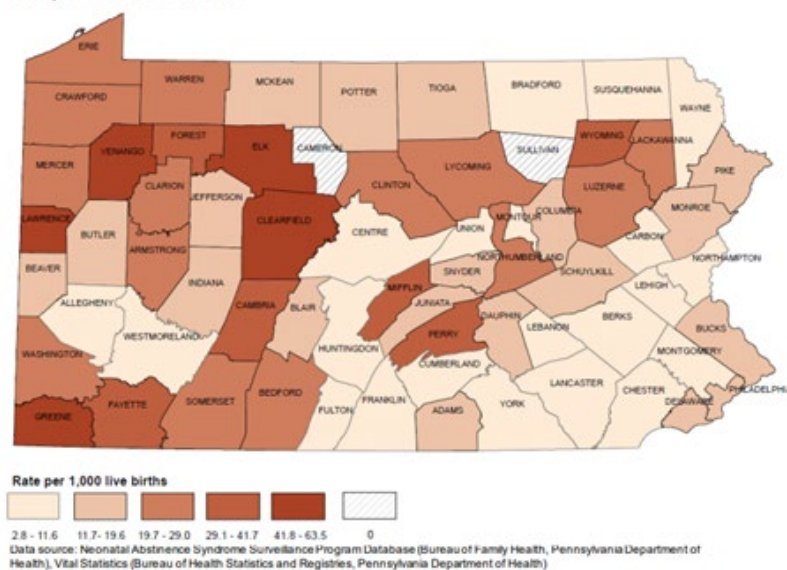 ERIE
WARREN
MCKEAN
POTTER
TIOGA
BRADFORD
SUSQUEHANNA
WAYNE
CRAWFORD
FOREST
VENANGO
ELK
CAMERON
SULLIVAN
WYOMING
LACKAWANNA
MERCER
CLARION
JEFFERSON
CLINTON
LYCOMING
LUZERNE
PIKE
LAWRENCE
BUTLER
CLEARFIELD
CENTRE
UNION
MONTOUR
COLUMBIA
MONROE
CARBON
ARMSTRONG
NORTHUMBERLAND
NORTHAMPTON
BEAVER
INDIANA
SNYDER
SCHUYLKILL
LEHIGH
ALLEGHENY
CAMBRIA
BLAIR
MIFFLIN
JUNIATA
DAUPHIN
BERKS
WESTMORELAND
HUNTINGDON
PERRY
LEBANON
BUCKS
WASHINGTON
CUMBERLAND
MONTGOMERY
LANCASTER
CHESTER
PHILADELPHI
GREENE
FAYETTE
SOMERSET
BEDFORD
FULTON
FRANKLIN
ADAMS
YORK
DELAWARE
Rate per 1,000 live births
2.8 - 11.6 11.7- 19.6 19.7 - 29.0 29.1 - 41.7 41.8 - 63.5 0
Data source: Neonatal Abstinence Syndrome Surveillance Program Database (Bureau of Family Health, Pennsylvania Department of
Health), Vital Statistics (Bureau of Health Statistics and Registries, Pennsylvania Department of Health)